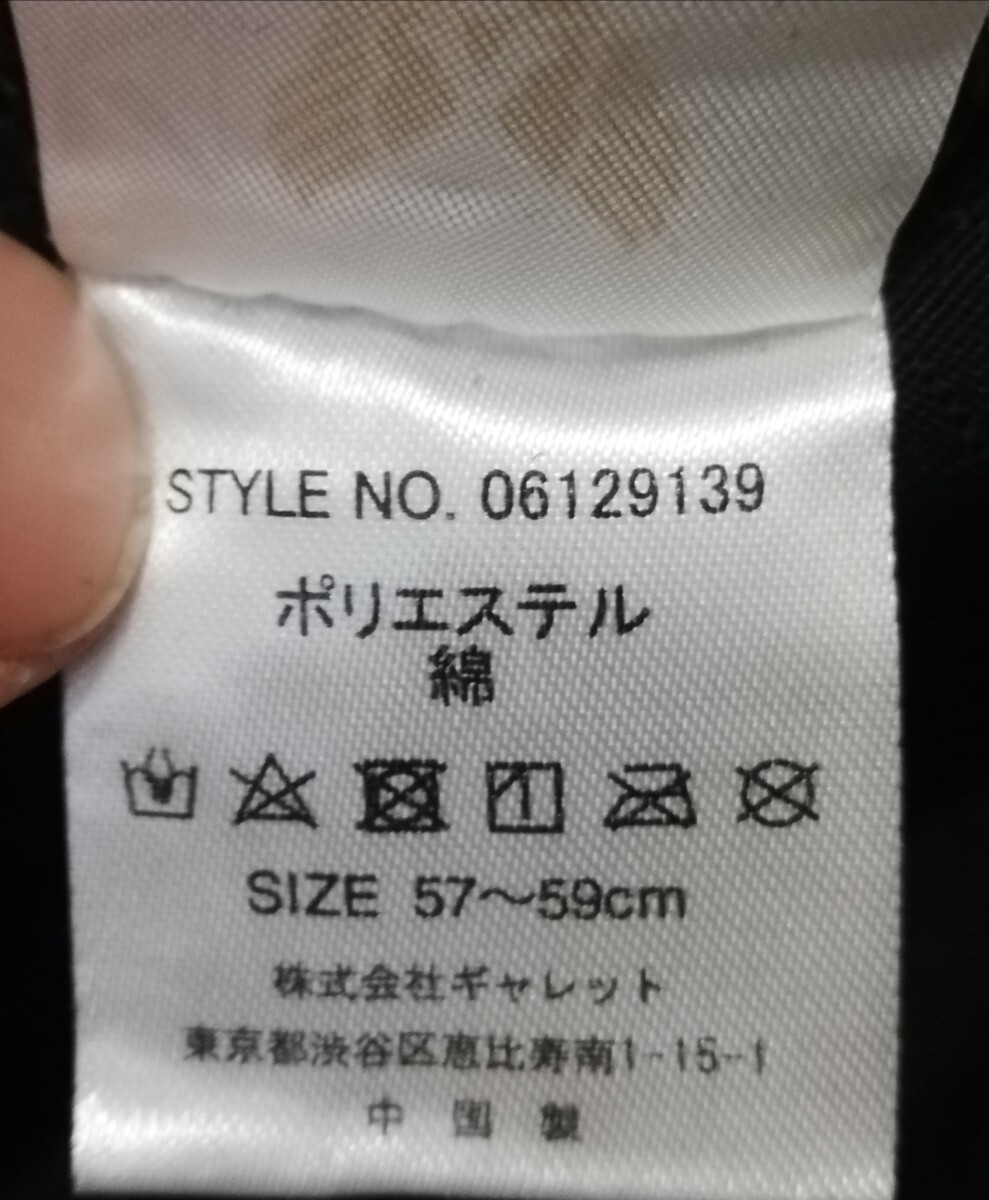 STYLE NO. 06129139
ポリエステル
綿
SIZE 57～59cm
株式会社ギャレット
東京都渋谷区恵比寿南1-15-1
中国製